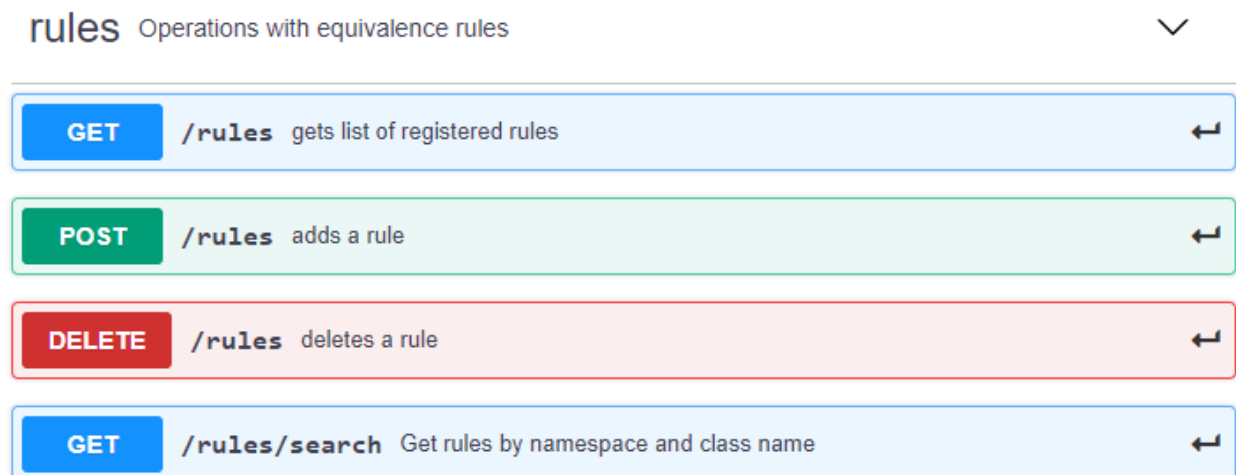 rules Operations with equivalence rules
GET /rules gets list of registered rules
POST /rules adds a rule
DELETE /rules deletes a rule
GET /rules/search Get rules by namespace and class name